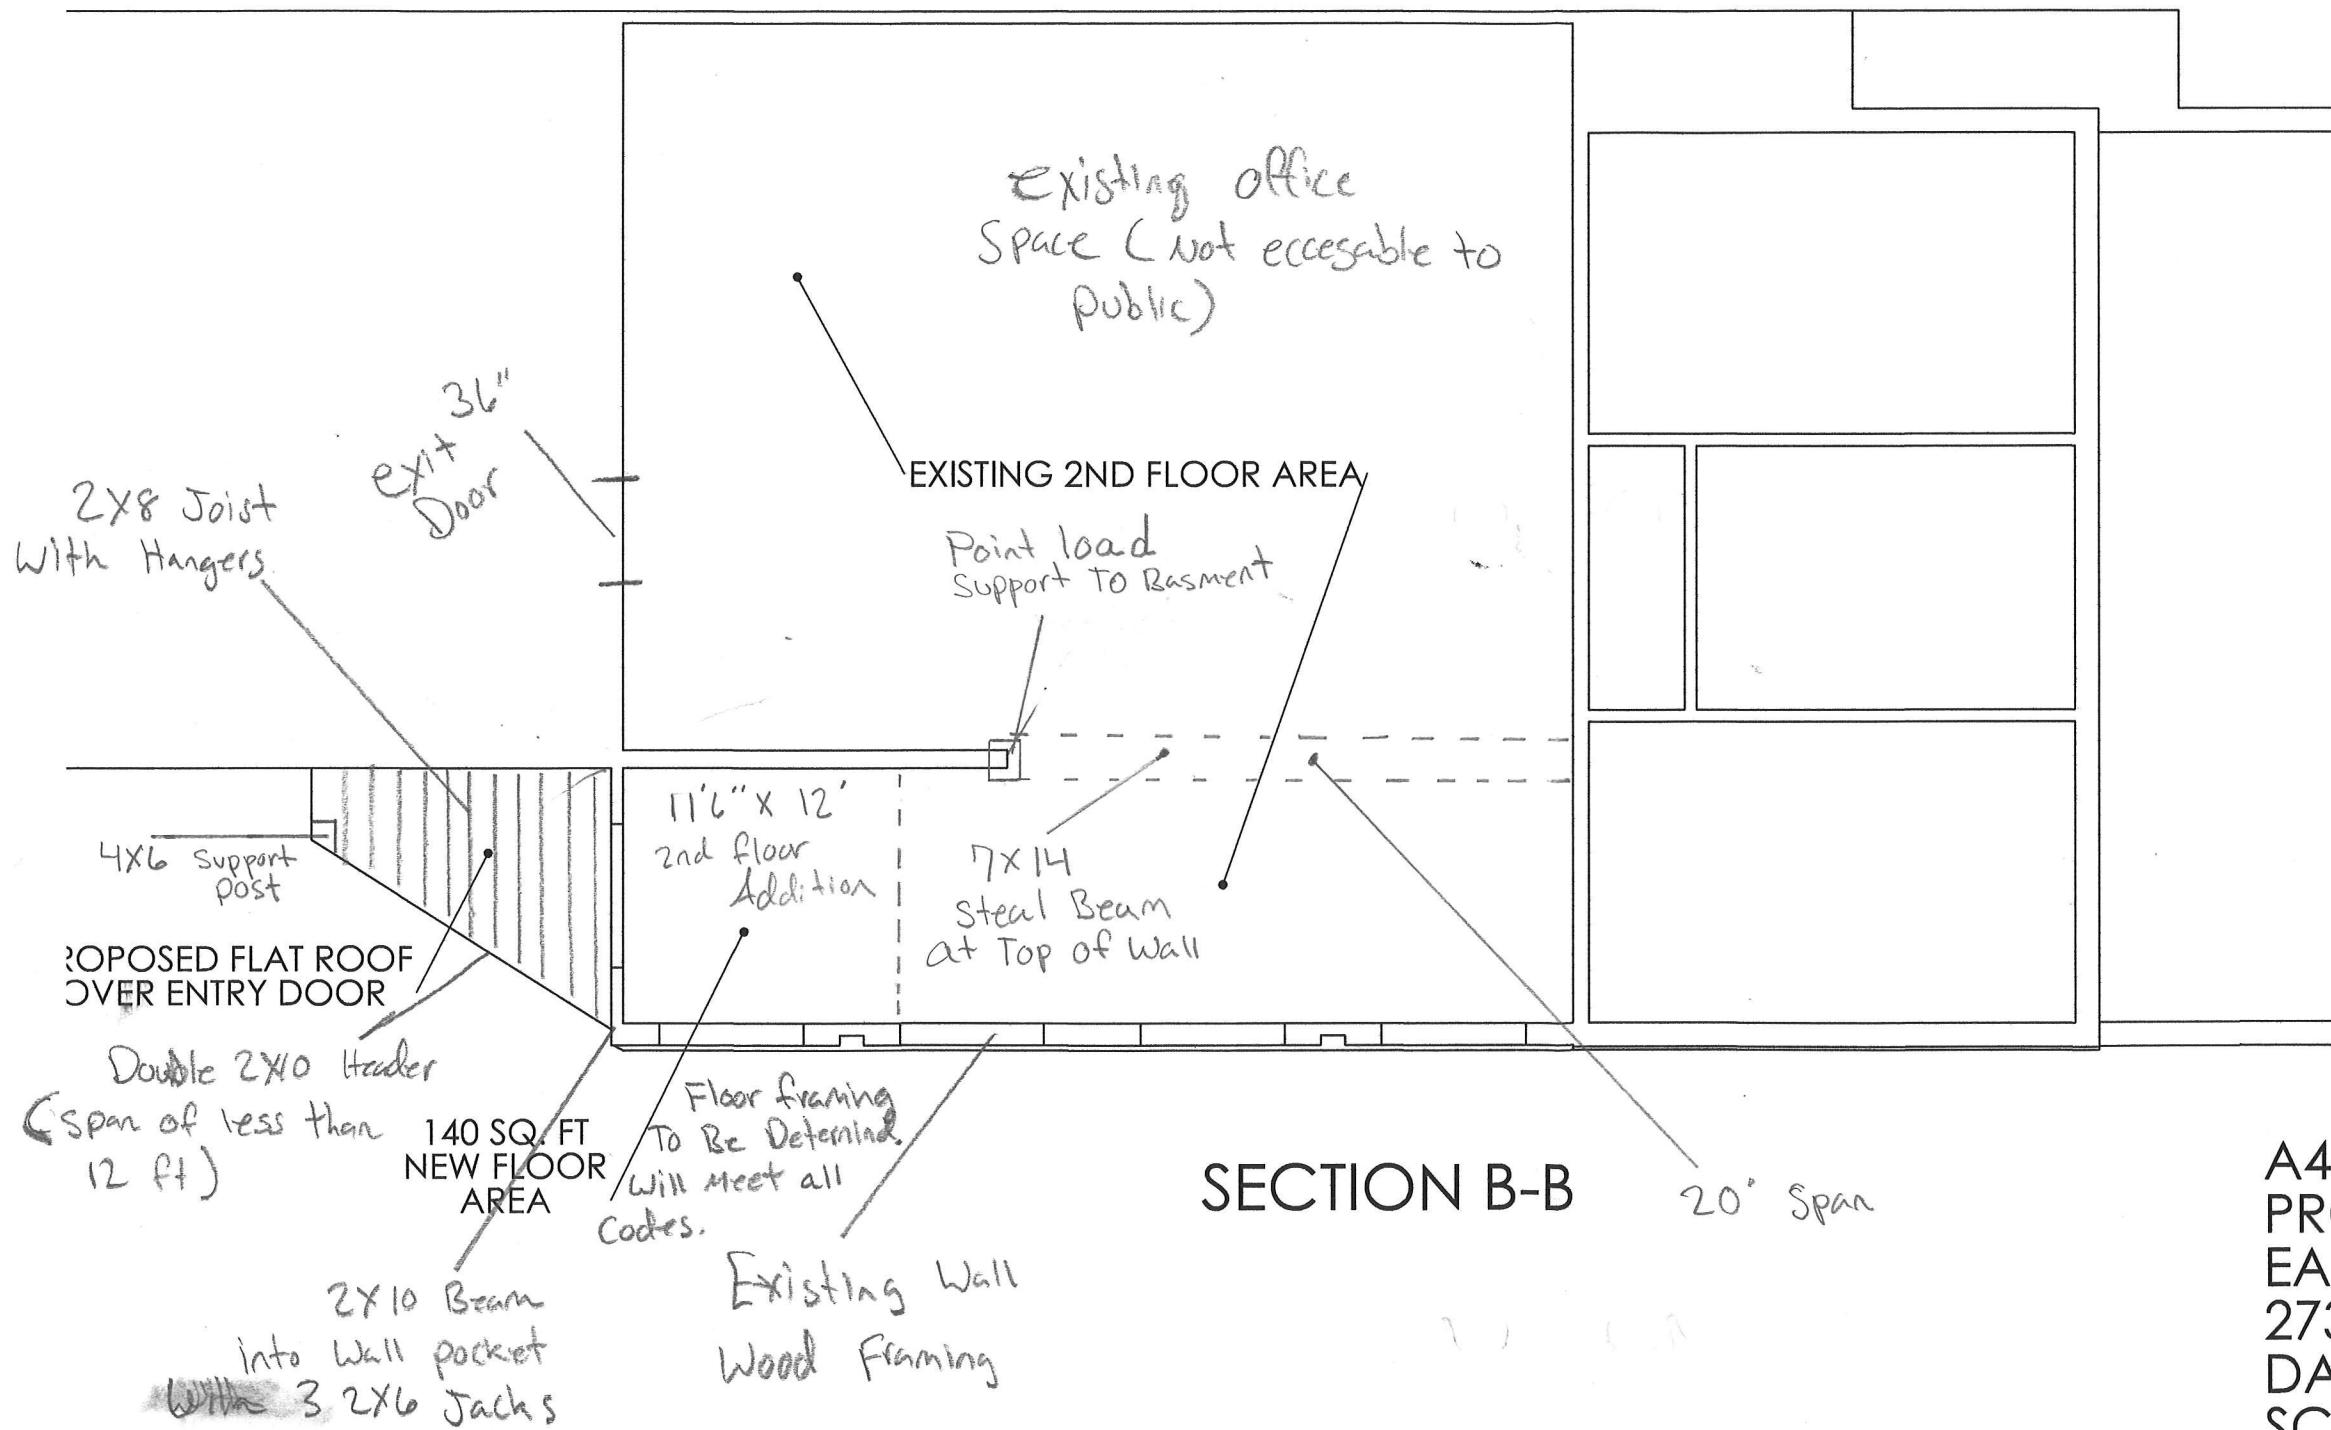 existing office
Space (Not eccesable to
public)
36"
exit
Door
2X8 Joist
With Hangers
EXISTING 2ND FLOOR AREA
Point load
Support To Basment
11'6" X 12'
2nd floor
Addition
4X6 Support
post
7X14
Steal Beam
at Top of Wall
ROPOSED FLAT ROOF
OVER ENTRY DOOR
Double 2X10 Header
(span of less than
12 ft)
140 SQ. FT
NEW FLOOR
AREA
Floor framing
To Be Determind.
Will Meet all
Codes.
SECTION B-B
20' Span
2X10 Beam
into Wall pocket
With 3 2X6 Jacks
Existing Wall
Wood Framing
A4
PRO
EA
273
DA
SC